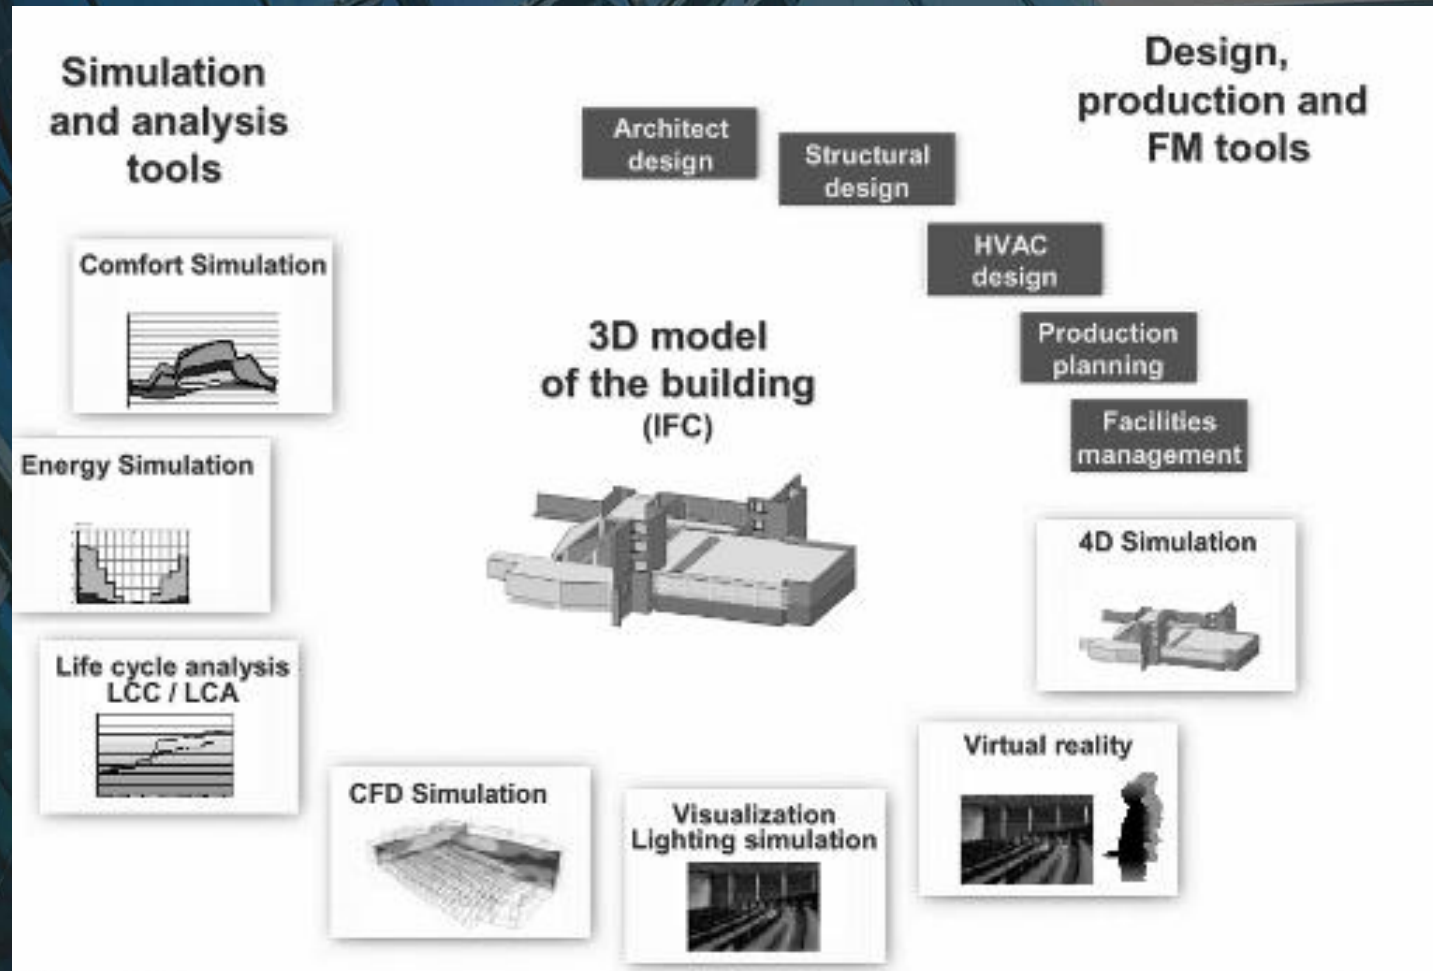 Simulation
and analysis
tools
Design,
production and
FM tools
Architect
design
Structural
design
HVAC
design
Production
planning
Facilities
management
3D model
of the building
(IFC)
Comfort Simulation
Energy Simulation
Life cycle analysis
LCC / LCA
CFD Simulation
Visualization
Lighting simulation
Virtual reality
4D Simulation